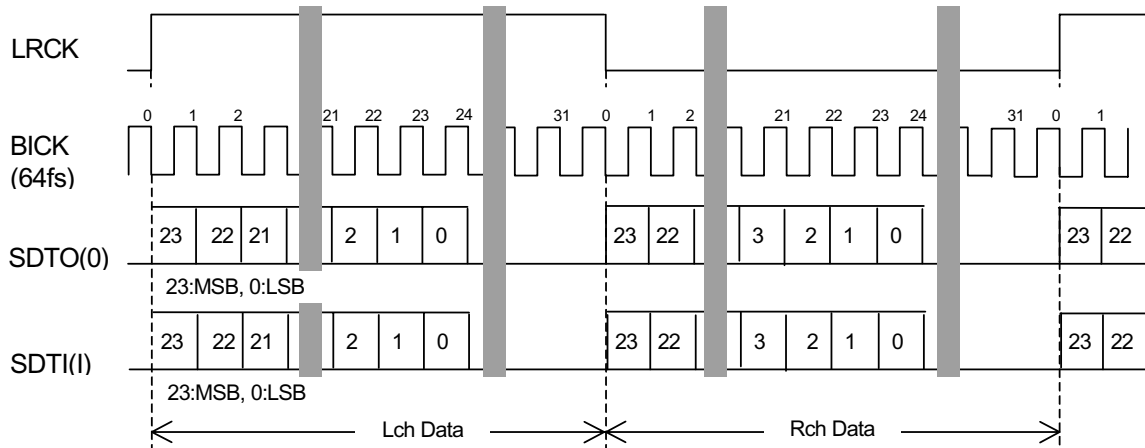 LRCK
0 1 2 21 22 23 24 31 0 1 2 21 22 23 24 31 0 1
BICK
(64fs)
23 22 21 2 1 0 23 22 3 2 1 0 23 22
SDTO(0)
23:MSB, 0:LSB
23 22 21 2 1 0 23 22 3 2 1 0 23 22
SDTI(I)
23:MSB, 0:LSB
Lch Data Rch Data